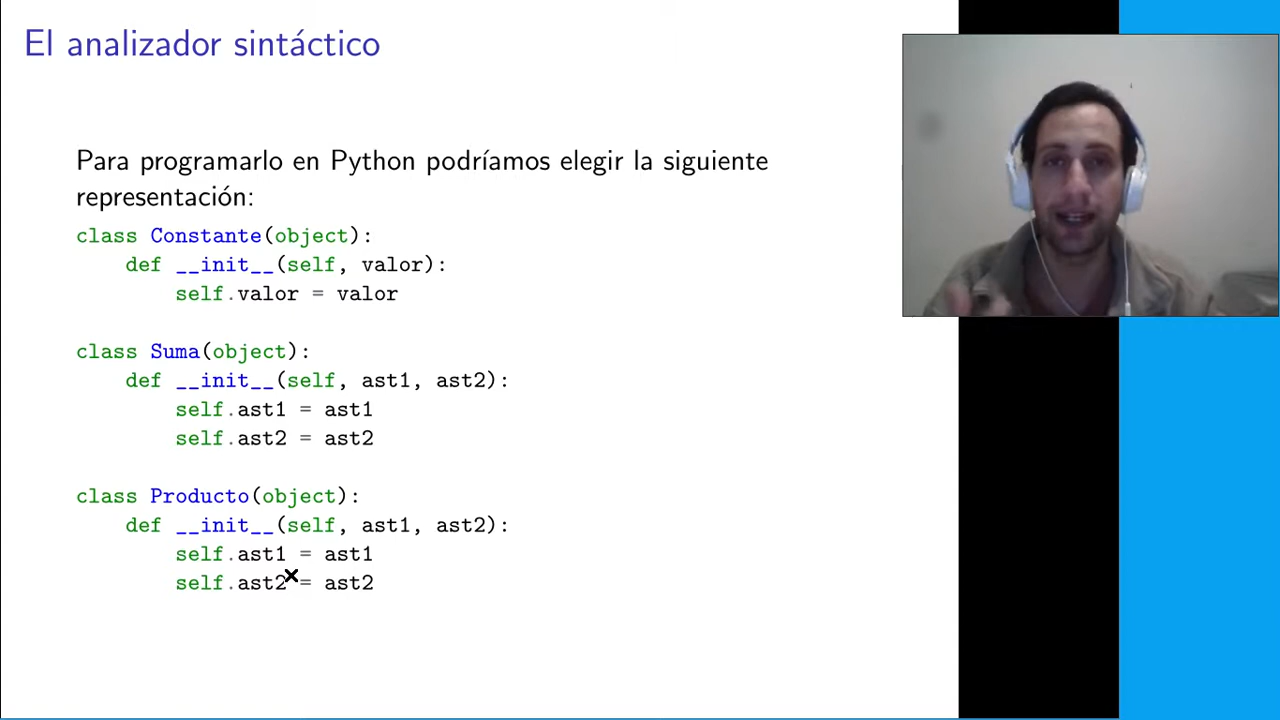 El analizador sintáctico
Para programarlo en Python podríamos elegir la siguiente
representación:
class Constante(object):
    def __init__(self, valor):
        self.valor = valor
class Suma(object):
    def __init__(self, ast1, ast2):
        self.ast1 = ast1
        self.ast2 = ast2
class Producto(object):
    def __init__(self, ast1, ast2):
        self.ast1 = ast1
        self.ast2 = ast2